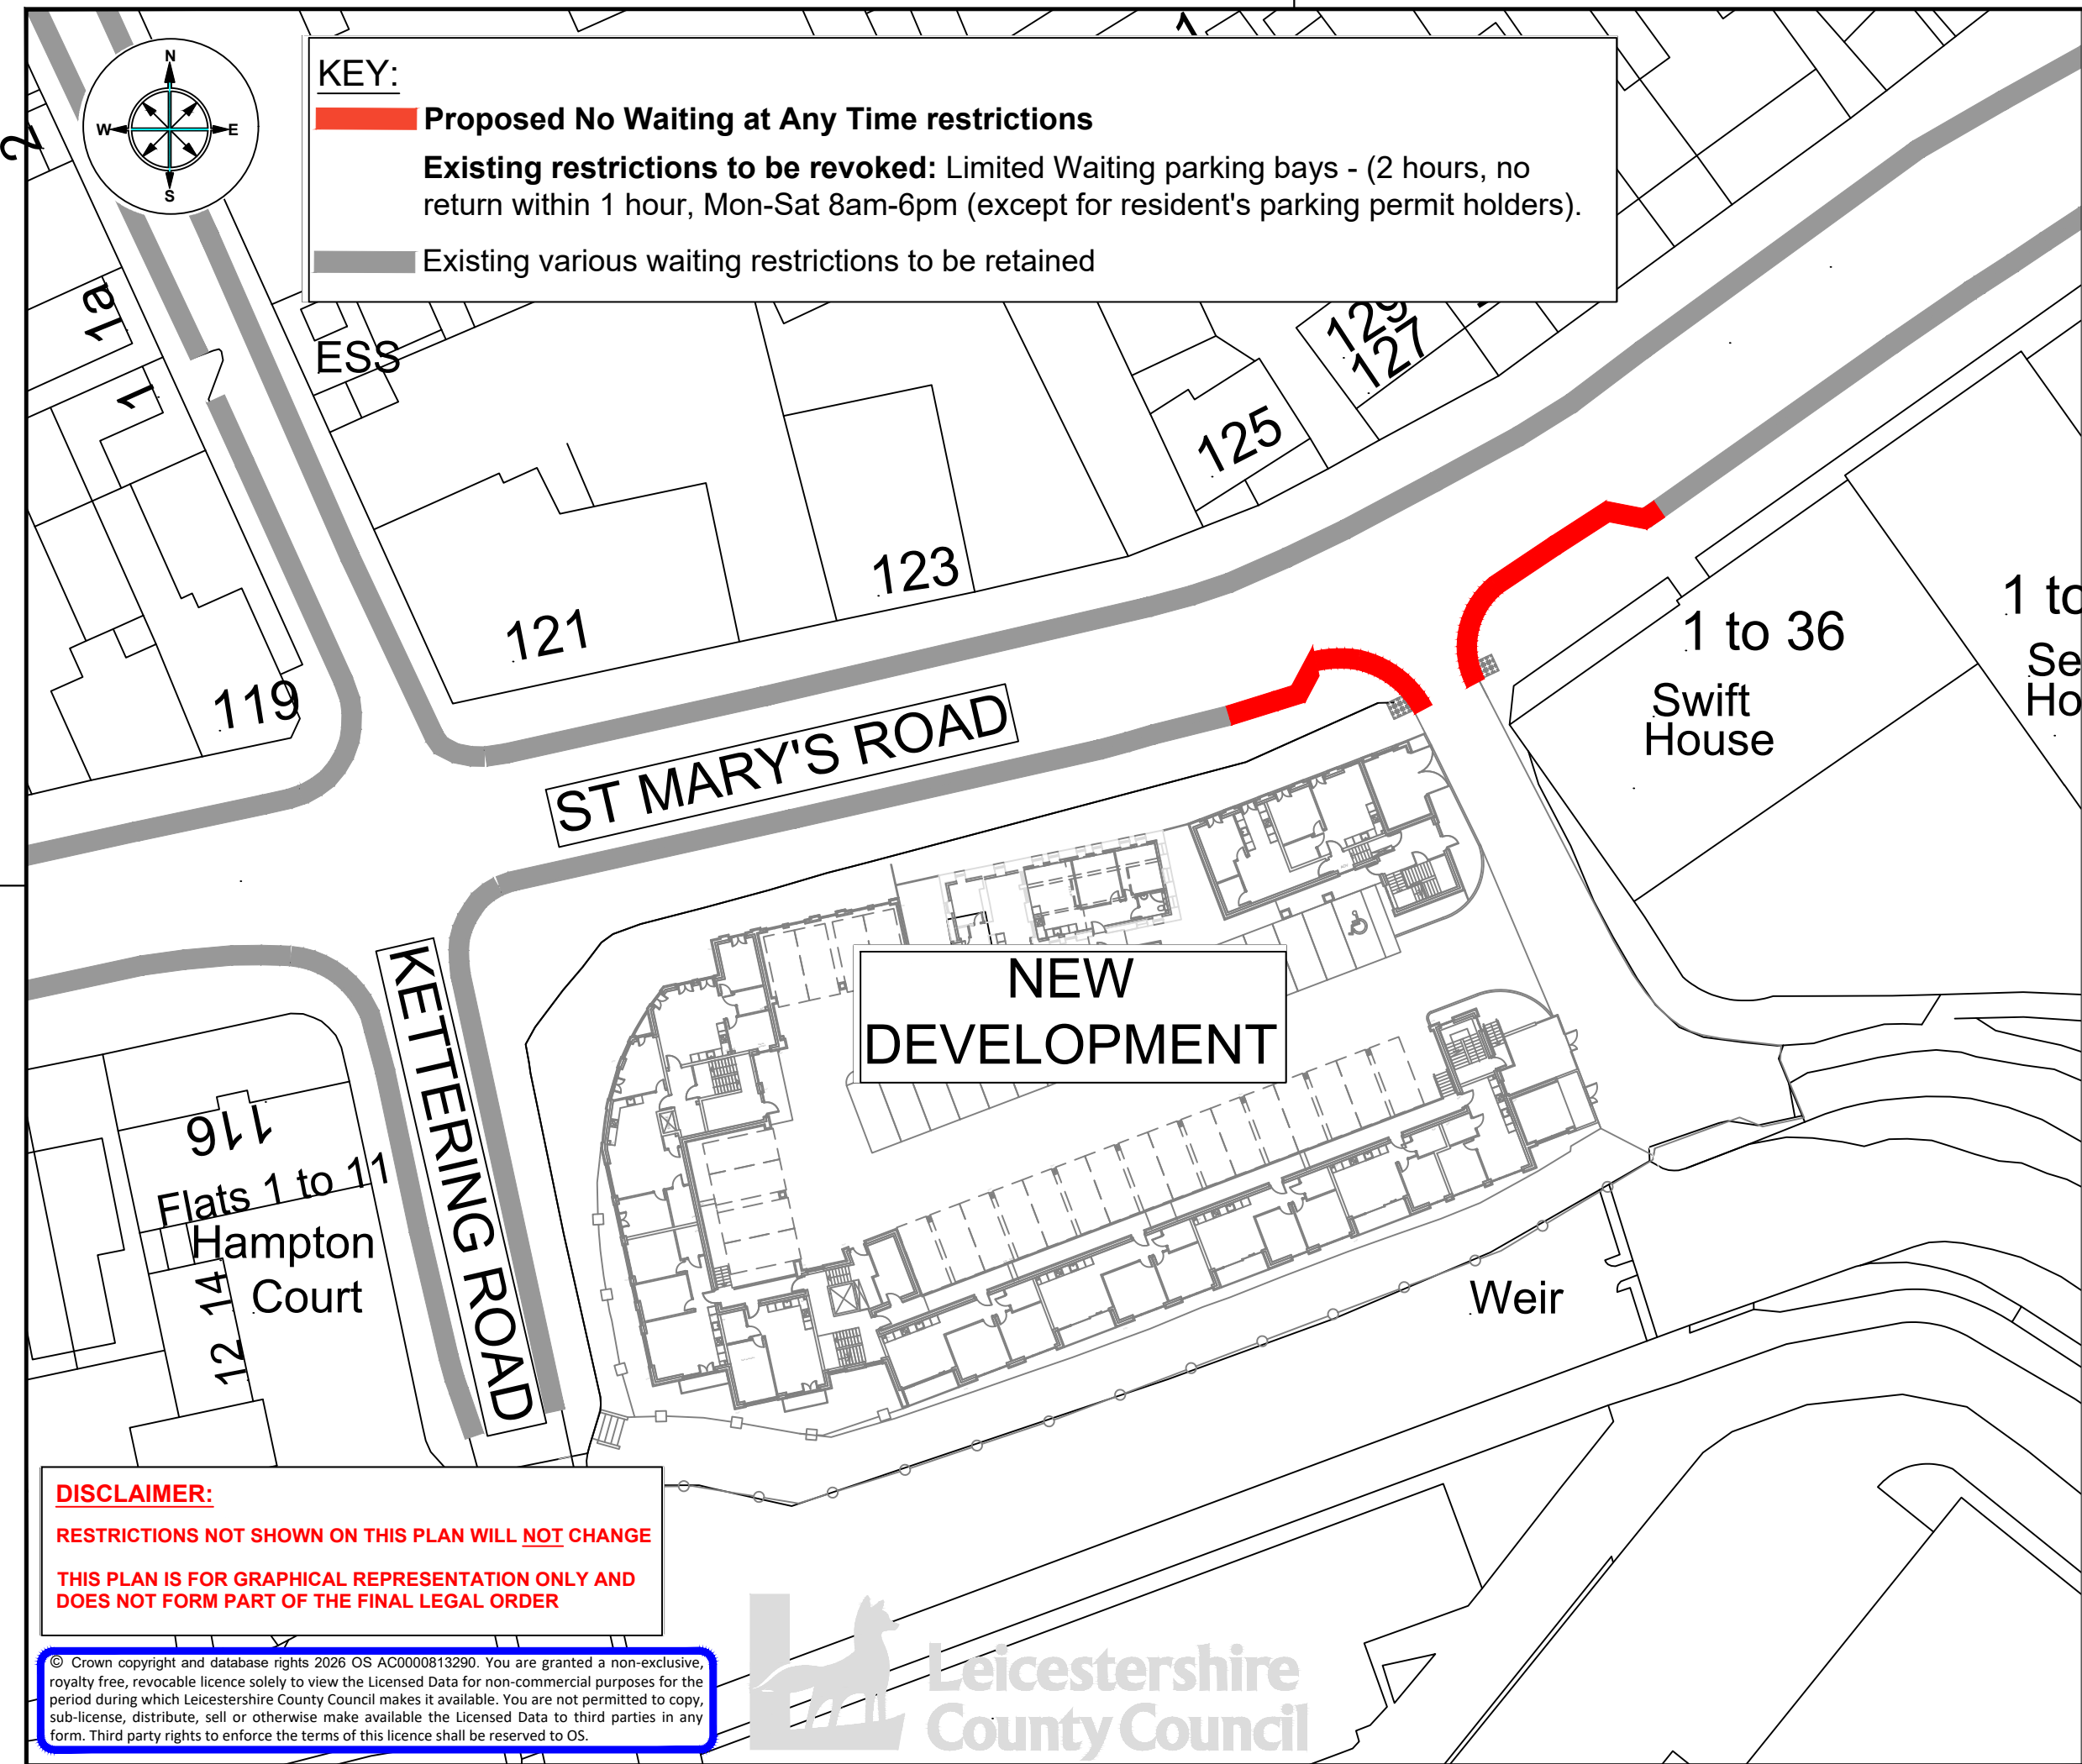 N
W E
S
KEY:
Proposed No Waiting at Any Time restrictions
Existing restrictions to be revoked: Limited Waiting parking bays - (2 hours, no
return within 1 hour, Mon-Sat 8am-6pm (except for resident's parking permit holders).
Existing various waiting restrictions to be retained
2
1
1a
ESS
1
129
127
125
123
121
119
1 to 36
Swift
House
1 to
Se
Ho
ST MARY'S ROAD
NEW
DEVELOPMENT
KETTERING ROAD
116
Flats 1 to 11
Hampton
Court
12 14
Weir
DISCLAIMER:
RESTRICTIONS NOT SHOWN ON THIS PLAN WILL NOT CHANGE
THIS PLAN IS FOR GRAPHICAL REPRESENTATION ONLY AND
DOES NOT FORM PART OF THE FINAL LEGAL ORDER
© Crown copyright and database rights 2026 OS AC0000813290. You are granted a non-exclusive,
royalty free, revocable licence solely to view the Licensed Data for non-commercial purposes for the
period during which Leicestershire County Council makes it available. You are not permitted to copy,
sub-license, distribute, sell or otherwise make available the Licensed Data to third parties in any
form. Third party rights to enforce the terms of this licence shall be reserved to OS.
Leicestershire
County Council